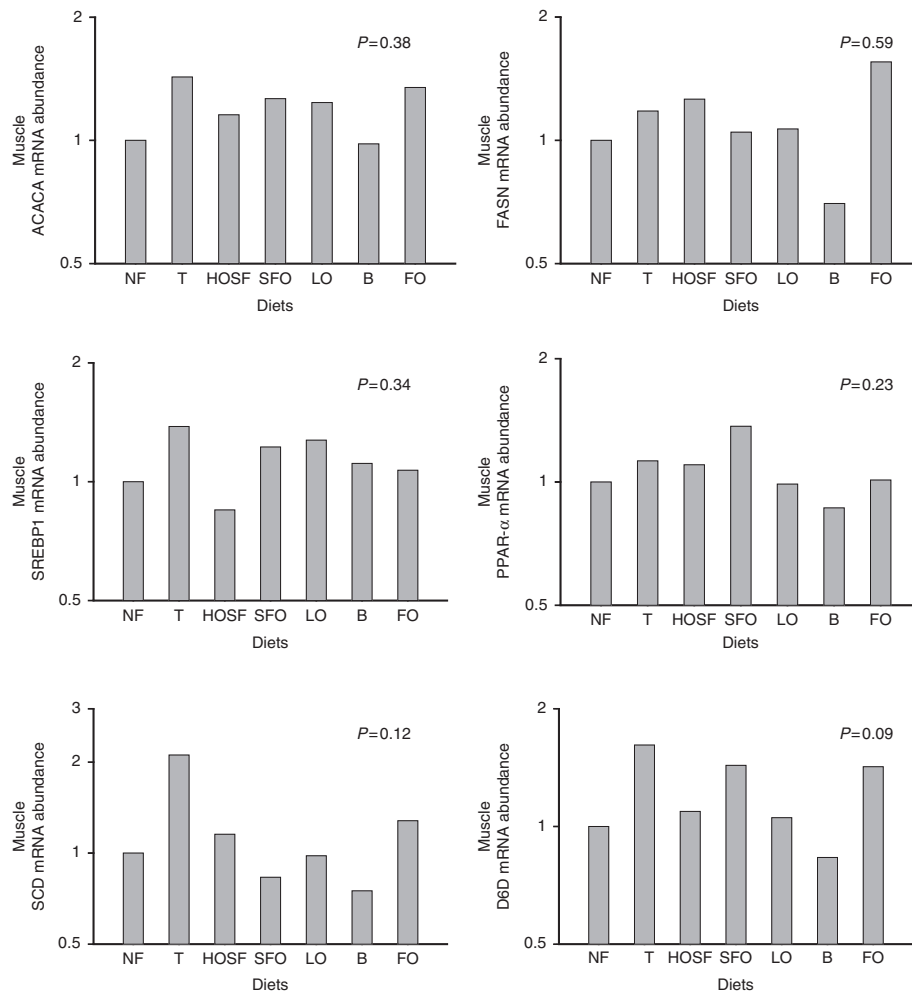 2
1
0.5
Muscle
ACACA mRNA abundance
P=0.38
NF T HOSF SFO LO B FO
Diets
2
1
0.5
Muscle
FASN mRNA abundance
P=0.59
NF T HOSF SFO LO B FO
Diets
2
1
0.5
Muscle
SREBP1 mRNA abundance
P=0.34
NF T HOSF SFO LO B FO
Diets
2
1
0.5
Muscle
PPAR-α mRNA abundance
P=0.23
NF T HOSF SFO LO B FO
Diets
3
2
1
0.5
Muscle
SCD mRNA abundance
P=0.12
NF T HOSF SFO LO B FO
Diets
2
1
0.5
Muscle
D6D mRNA abundance
P=0.09
NF T HOSF SFO LO B FO
Diets